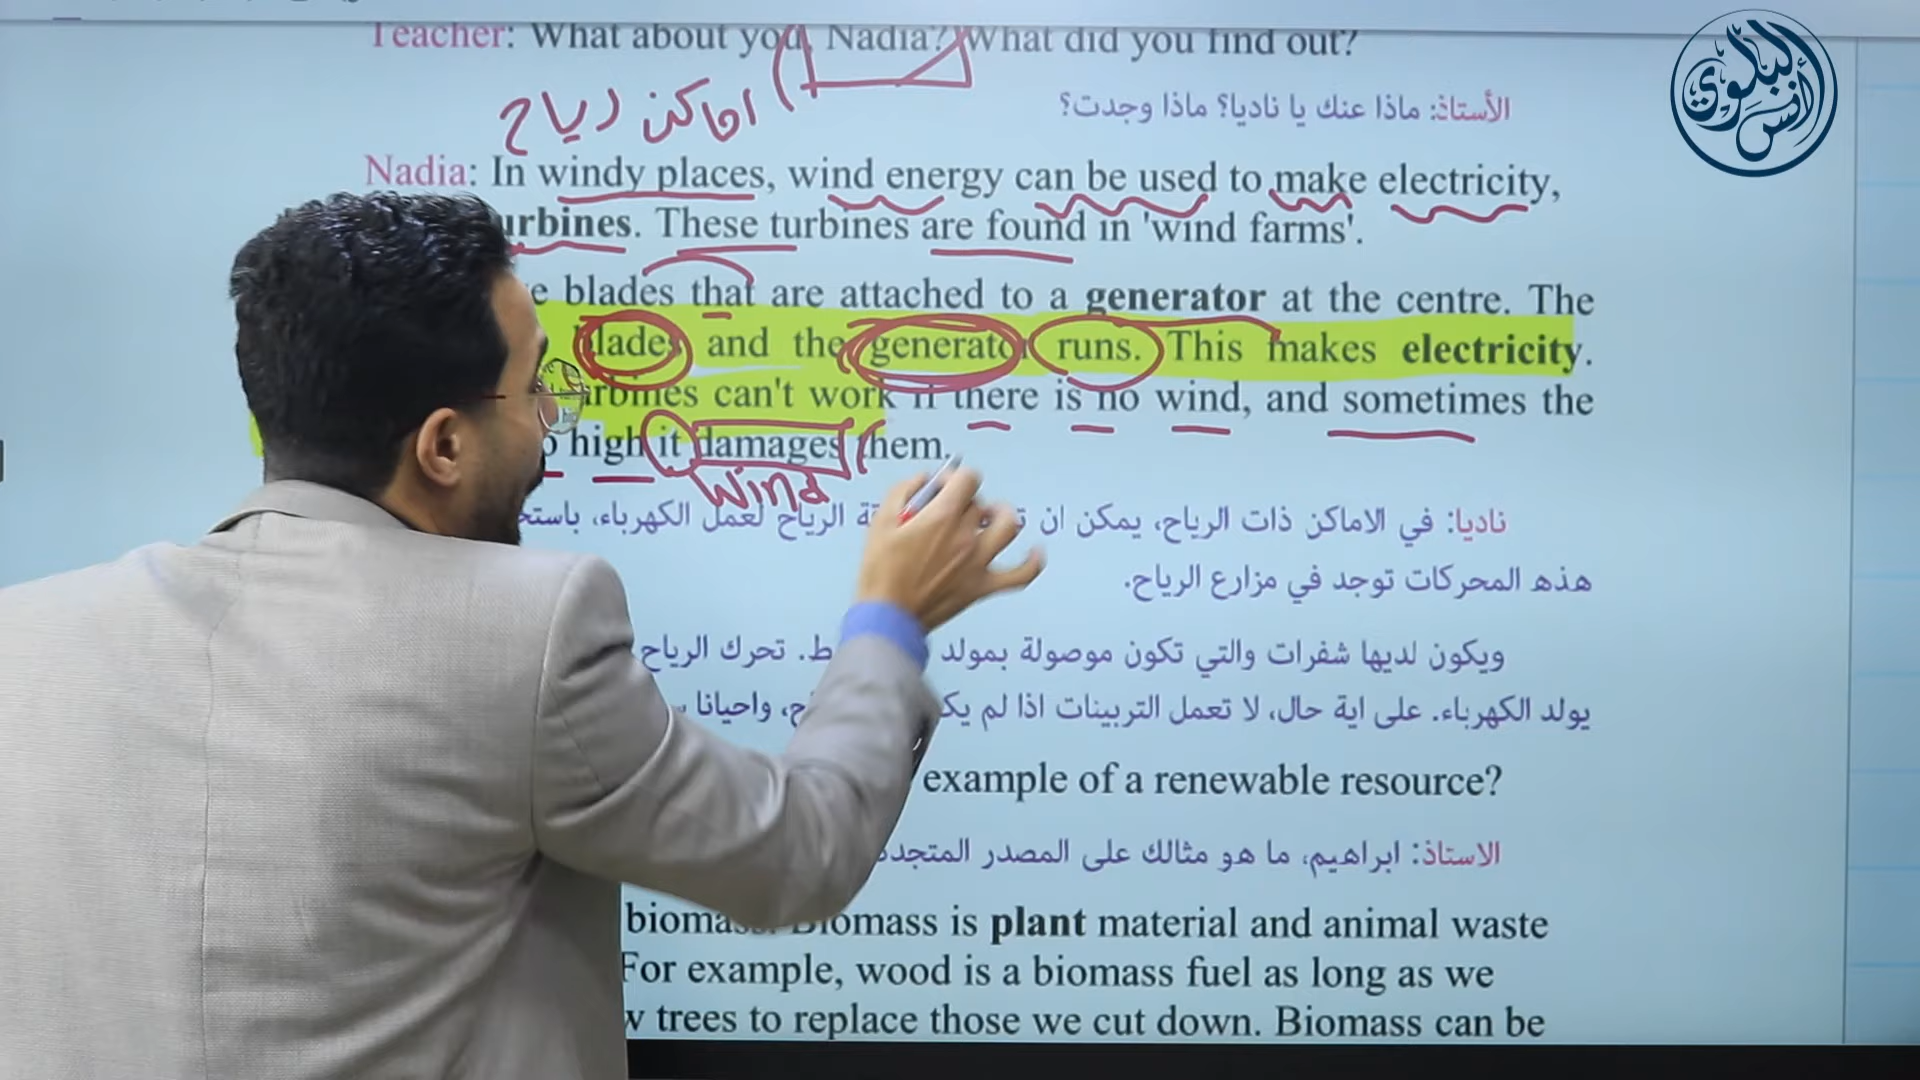 Teacher: What about you, Nadia? What did you find out?
اماكن رياح
الأستاذ: ماذا عنك يا ناديا؟ ماذا وجدت؟
أنس البلوي
Nadia: In windy places, wind energy can be used to make electricity,
urbines. These turbines are found in 'wind farms'.
e blades that are attached to a generator at the centre. The
blades and the generator runs. This makes electricity.
urbines can't work if there is no wind, and sometimes the
o high it damages them.
wind
ناديا: في الاماكن ذات الرياح، يمكن ان الرياح لعمل الكهرباء،
هذه المحركات توجد في مزارع الرياح.
ويكون لديها شفرات والتي تكون موصولة بمولد ط. تحرك الرياح
يولد الكهرباء. على اية حال، لا تعمل التربينات اذا لم واحيانا
example of a renewable resource?
الاستاذ: ابراهيم، ما هو مثالك على المصدر
biomass. Biomass is plant material and animal waste
For example, wood is a biomass fuel as long as we
w trees to replace those we cut down. Biomass can be